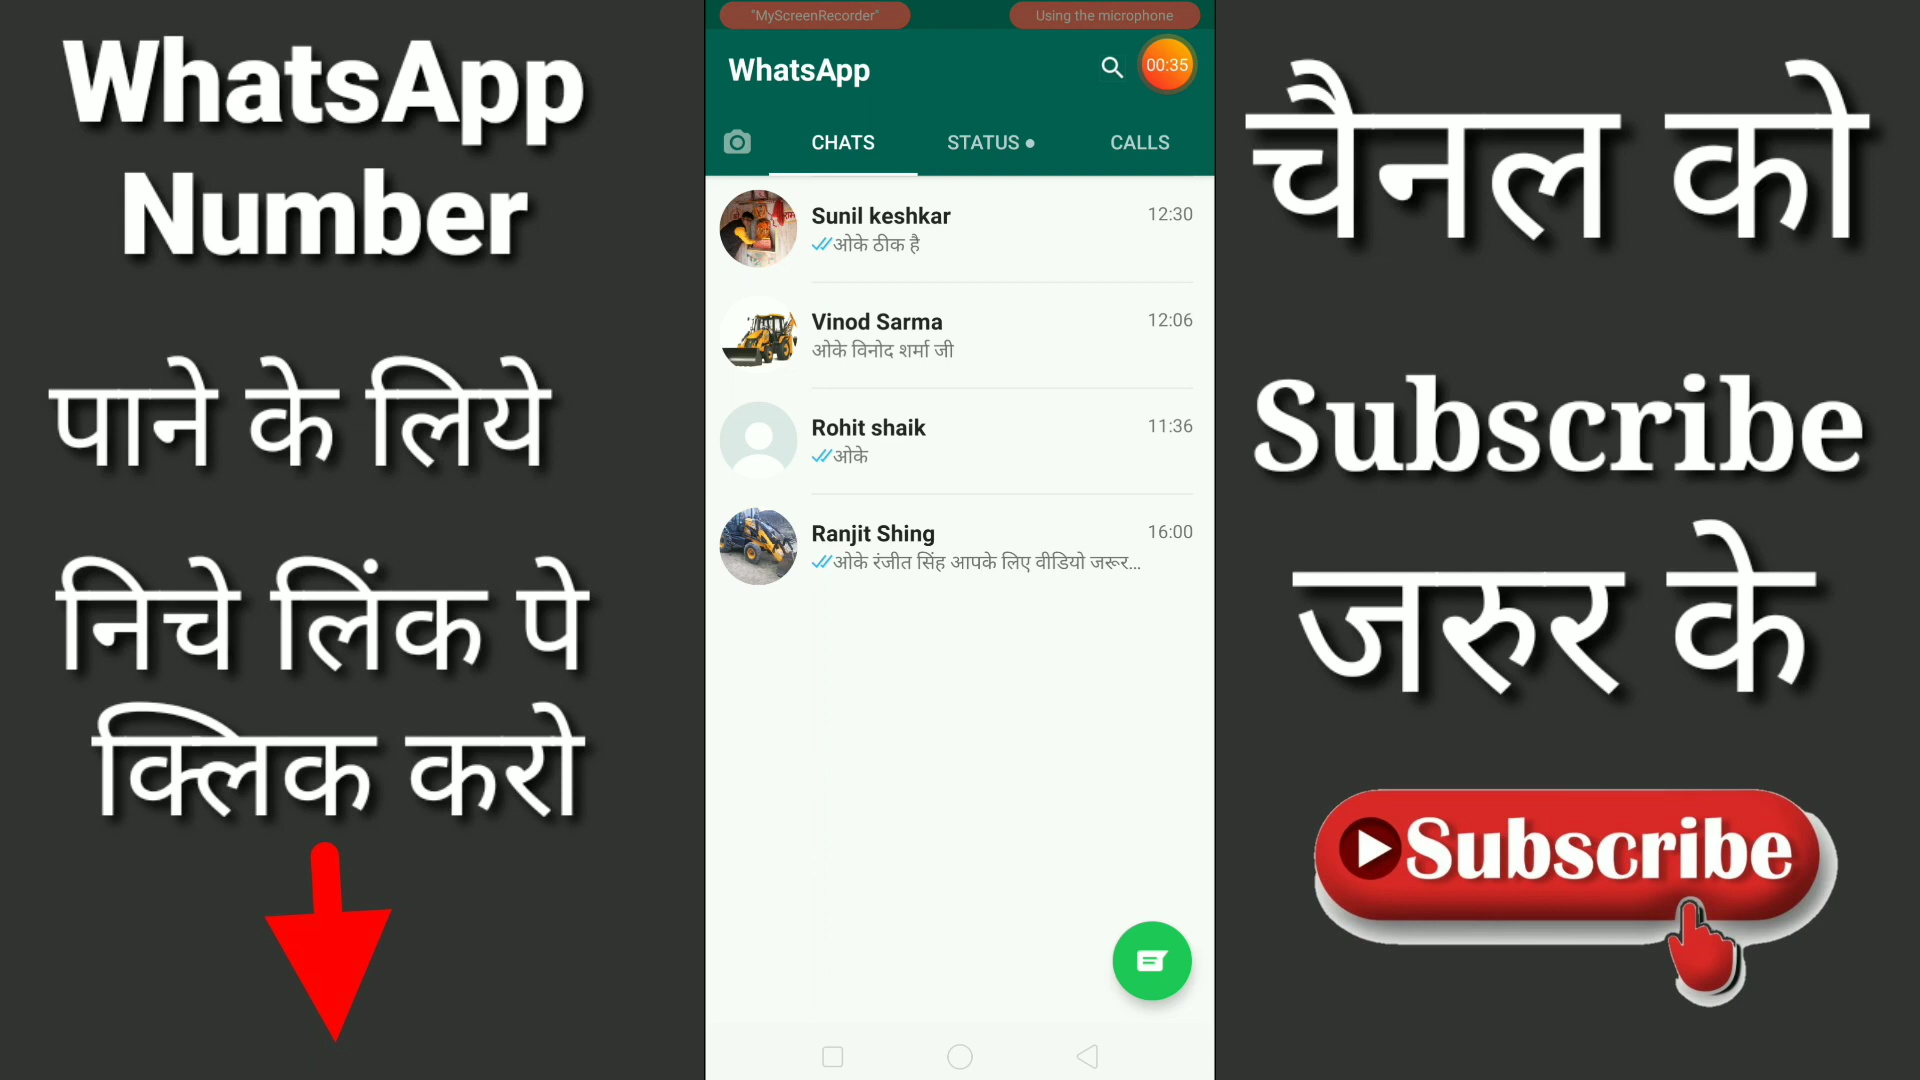 WhatsApp
Number
पाने के लिये
निचे लिंक पे
क्लिक करो
"MyScreenRecorder"
Using the microphone
WhatsApp
00:35
CHATS
STATUS
CALLS
Sunil keshkar
12:30
ओके ठीक है
Vinod Sarma
12:06
ओके विनोद शर्मा जी
Rohit shaik
11:36
ओके
Ranjit Shing
16:00
ओके रंजीत सिंह आपके लिए वीडियो जरूर...
चैनल को
Subscribe
जरुर के
Subscribe